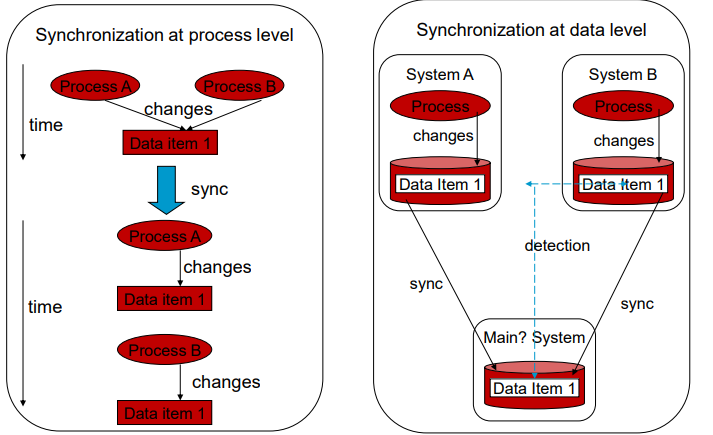 Synchronization at process level
Process A
Process B
changes
time
Data item 1
sync
Process A
changes
Data item 1
time
Process B
changes
Data item 1
Synchronization at data level
System A
System B
Process
Process
changes
changes
Data Item 1
Data Item 1
detection
sync
sync
Main? System
Data Item 1